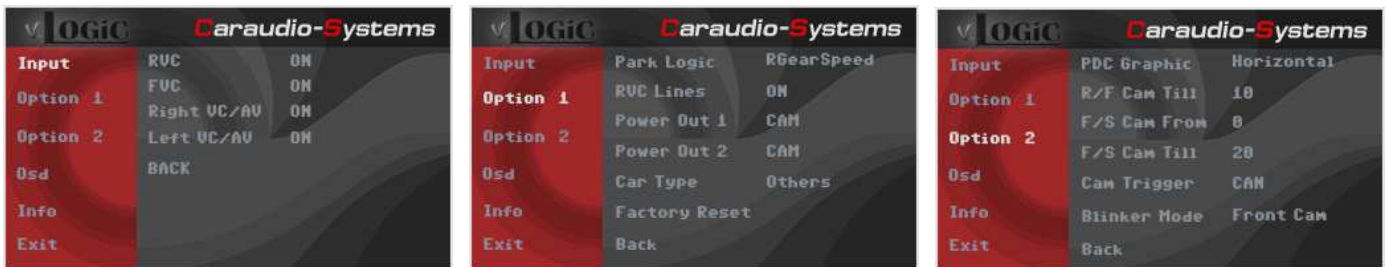 v.LOGiC Caraudio-Systems
Input RVC ON
FVC ON
Option 1 Right VC/AV ON
Option 2 Left VC/AV ON
Osd BACK
Info
Exit
v.LOGiC Caraudio-Systems
Input Park Logic RGearSpeed
Option 1 RVC Lines ON
Power Out 1 CAM
Option 2 Power Out 2 CAM
Osd Car Type Others
Info Factory Reset
Exit Back
v.LOGiC Caraudio-Systems
Input PDC Graphic Horizontal
Option 1 R/F Cam Till 10
F/S Cam From 0
Option 2 F/S Cam Till 20
Osd Cam Trigger CAN
Info Blinker Mode Front Cam
Exit Back